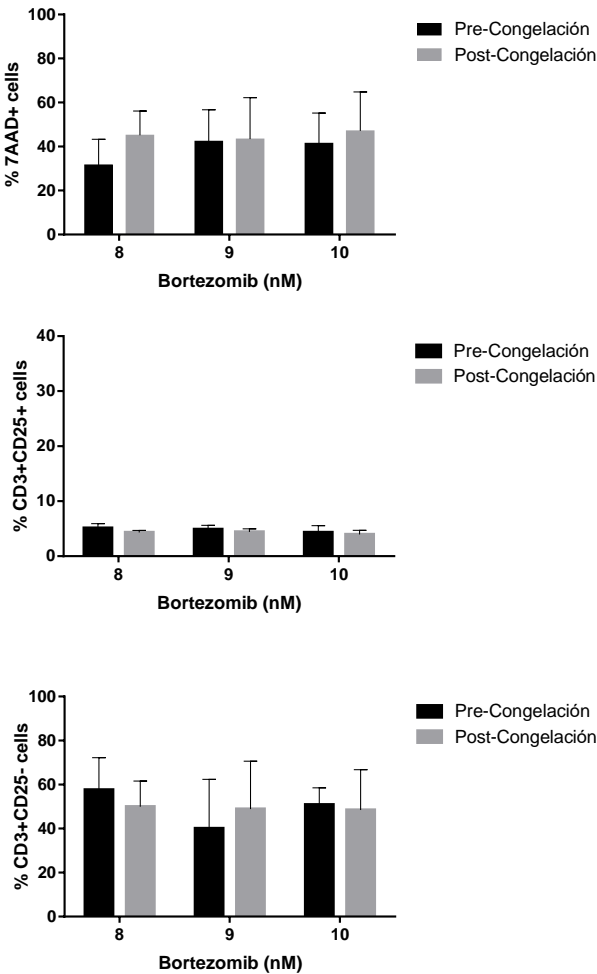 100
80
60
40
20
0
% 7AAD+ cells
8 9 10
Bortezomib (nM)
Pre-Congelación
Post-Congelación
40
30
20
10
0
% CD3+CD25+ cells
8 9 10
Bortezomib (nM)
Pre-Congelación
Post-Congelación
100
80
60
40
20
0
% CD3+CD25- cells
8 9 10
Bortezomib (nM)
Pre-Congelación
Post-Congelación